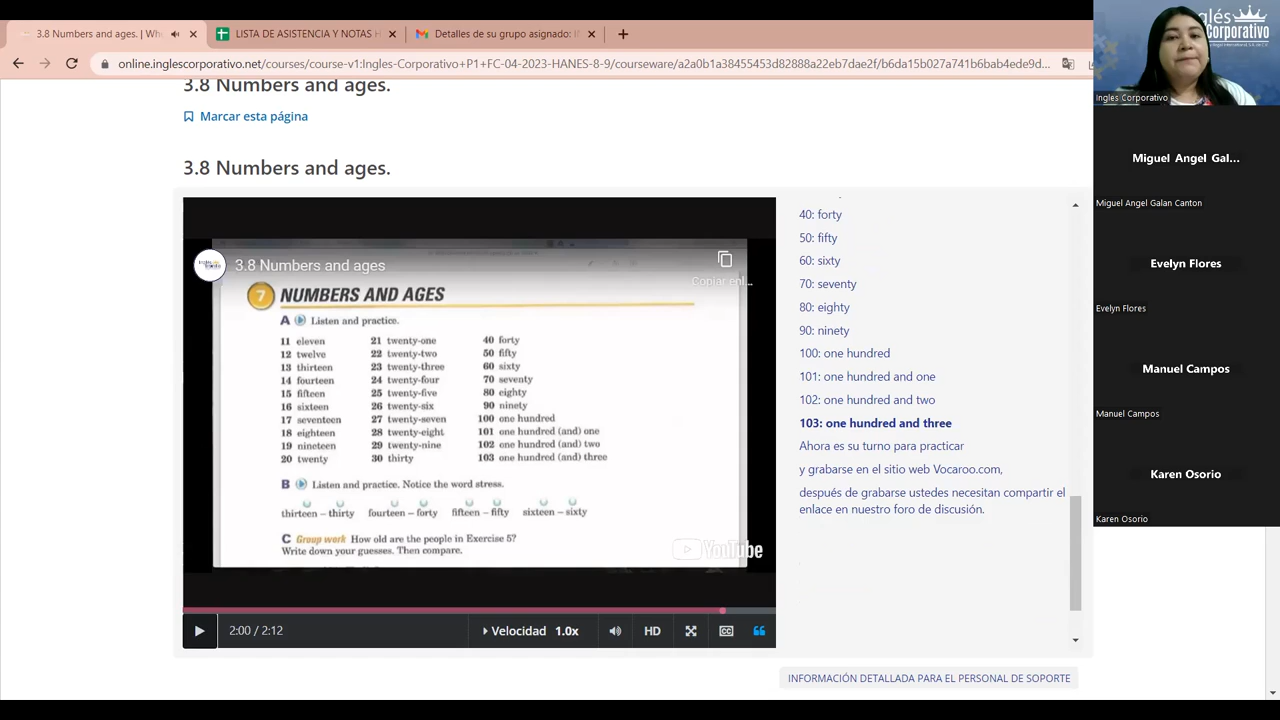 3.8 Numbers and ages. | Wh
LISTA DE ASISTENCIA Y NOTAS H
Detalles de su grupo asignado: I
online.inglescorporativo.net/courses/course-v1:Ingles-Corporativo+P1+FC-04-2023-HANES-8-9/courseware/a2a0b1a38455453d82888a22eb7dae2f/b6da15b027a741b6bab4ede9d...
3.8 Numbers and ages.
Marcar esta página
3.8 Numbers and ages.
3.8 Numbers and ages
Copiar enl...
7 NUMBERS AND AGES
A Listen and practice.
11 eleven 21 twenty-one 40 forty
12 twelve 22 twenty-two 50 fifty
13 thirteen 23 twenty-three 60 sixty
14 fourteen 24 twenty-four 70 seventy
15 fifteen 25 twenty-five 80 eighty
16 sixteen 26 twenty-six 90 ninety
17 seventeen 27 twenty-seven 100 one hundred
18 eighteen 28 twenty-eight 101 one hundred (and) one
19 nineteen 29 twenty-nine 102 one hundred (and) two
20 twenty 30 thirty 103 one hundred (and) three
B Listen and practice. Notice the word stress.
thirteen – thirty fourteen – forty fifteen – fifty sixteen – sixty
C Group work How old are the people in Exercise 5?
Write down your guesses. Then compare.
YouTube
2:00 / 2:12
Velocidad 1.0x
HD
CC
40: forty
50: fifty
60: sixty
70: seventy
80: eighty
90: ninety
100: one hundred
101: one hundred and one
102: one hundred and two
103: one hundred and three
Ahora es su turno para practicar
y grabarse en el sitio web Vocaroo.com,
después de grabarse ustedes necesitan compartir el
enlace en nuestro foro de discusión.
INFORMACIÓN DETALLADA PARA EL PERSONAL DE SOPORTE
glés
Corporativo
Ingles Corporativo
Miguel Angel Gal...
Miguel Angel Galan Canton
Evelyn Flores
Evelyn Flores
Manuel Campos
Manuel Campos
Karen Osorio
Karen Osorio